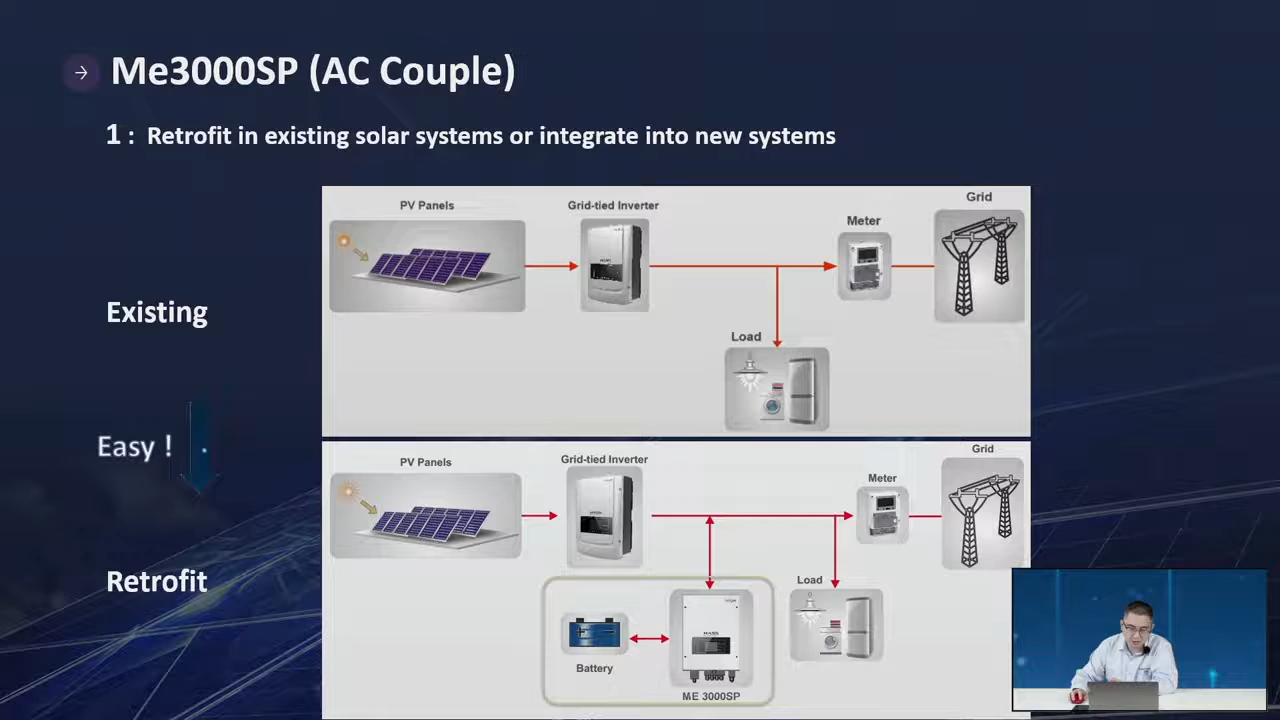 Me3000SP (AC Couple)
1 : Retrofit in existing solar systems or integrate into new systems
PV Panels
Grid-tied Inverter
Meter
Grid
Existing
Load
Easy !
PV Panels
Grid-tied Inverter
Meter
Grid
Retrofit
Load
Battery
ME 3000SP